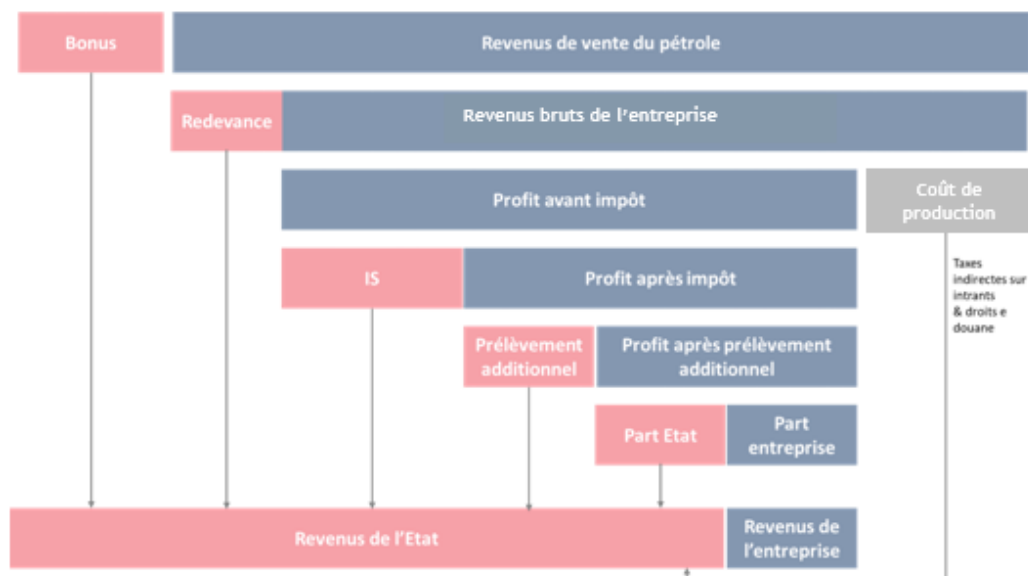 Bonus
Revenus de vente du pétrole
Redevance
Revenus bruts de l'entreprise
Profit avant impôt
Coût de
production
Taxes
indirectes sur
intrants
& droits e
douane
IS
Profit après impôt
Prélèvement
additionnel
Profit après prélèvement
additionnel
Part Etat
Part
entreprise
Revenus de l'Etat
Revenus de
l'entreprise